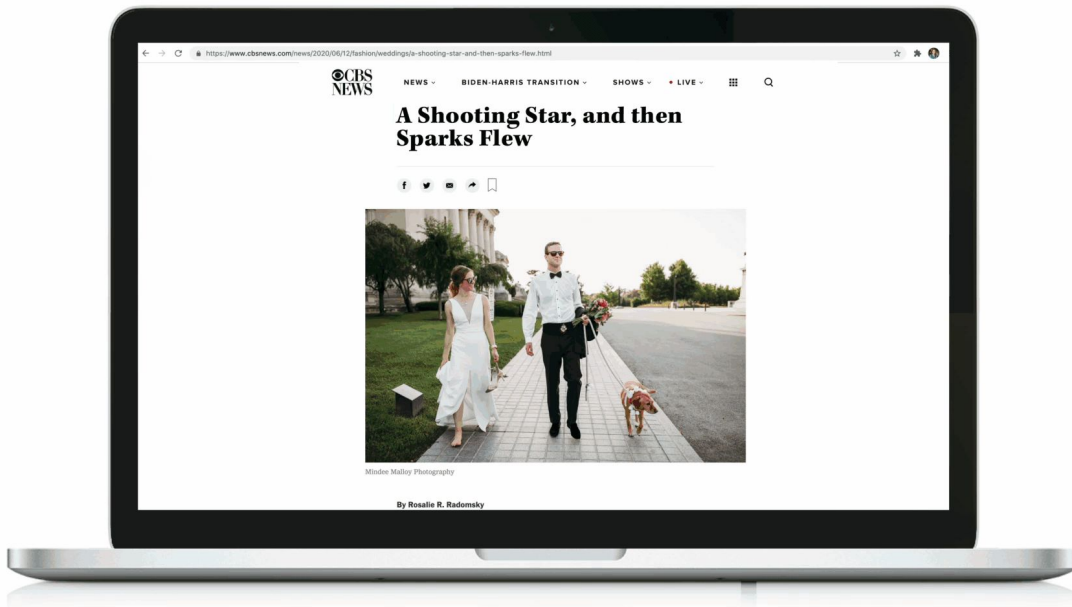 https://www.cbsnews.com/news/2020/06/12/fashion/weddings/a-shooting-star-and-then-sparks-flew.html
CBS NEWS
NEWS BIDEN-HARRIS TRANSITION SHOWS LIVE
A Shooting Star, and then
Sparks Flew
Mindee Malloy Photography
By Rosalie R. Radomsky